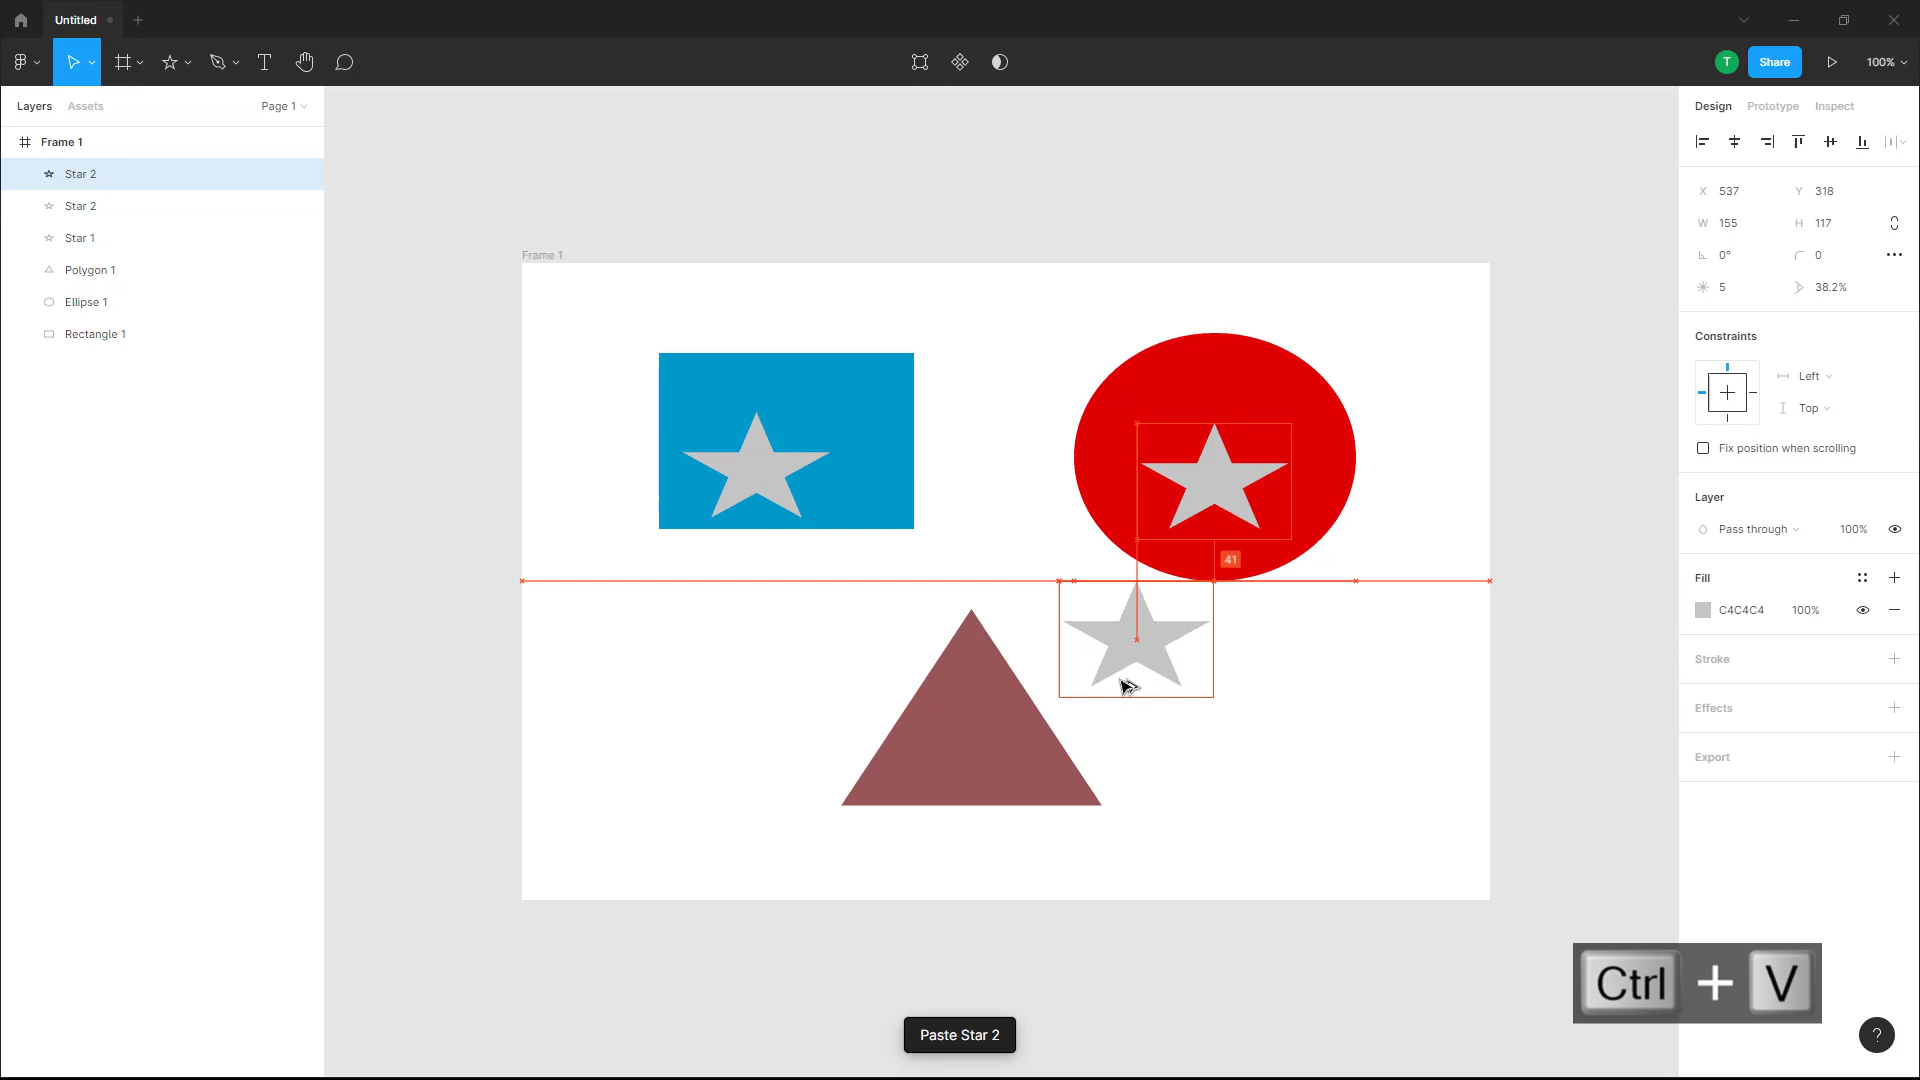 Untitled
Share
100%
Layers
Assets
Page 1
Design
Prototype
Inspect
Frame 1
Star 2
Star 2
Star 1
Polygon 1
Ellipse 1
Rectangle 1
Frame 1
41
X 537
Y 318
W 155
H 117
0°
0
5
38.2%
Constraints
Left
Top
Fix position when scrolling
Layer
Pass through
100%
Fill
C4C4C4
100%
Stroke
Effects
Export
Ctrl + V
Paste Star 2
?
T